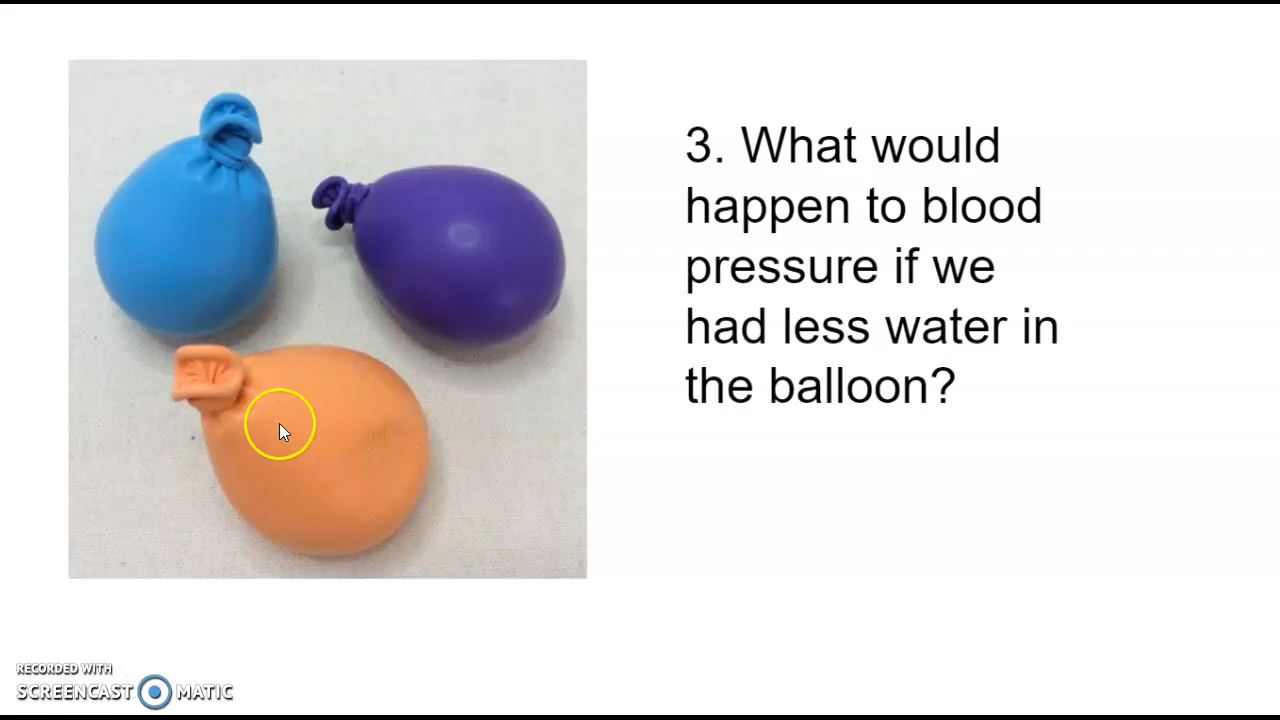 3. What would
happen to blood
pressure if we
had less water in
the balloon?
RECORDED WITH
SCREENCAST MATIC